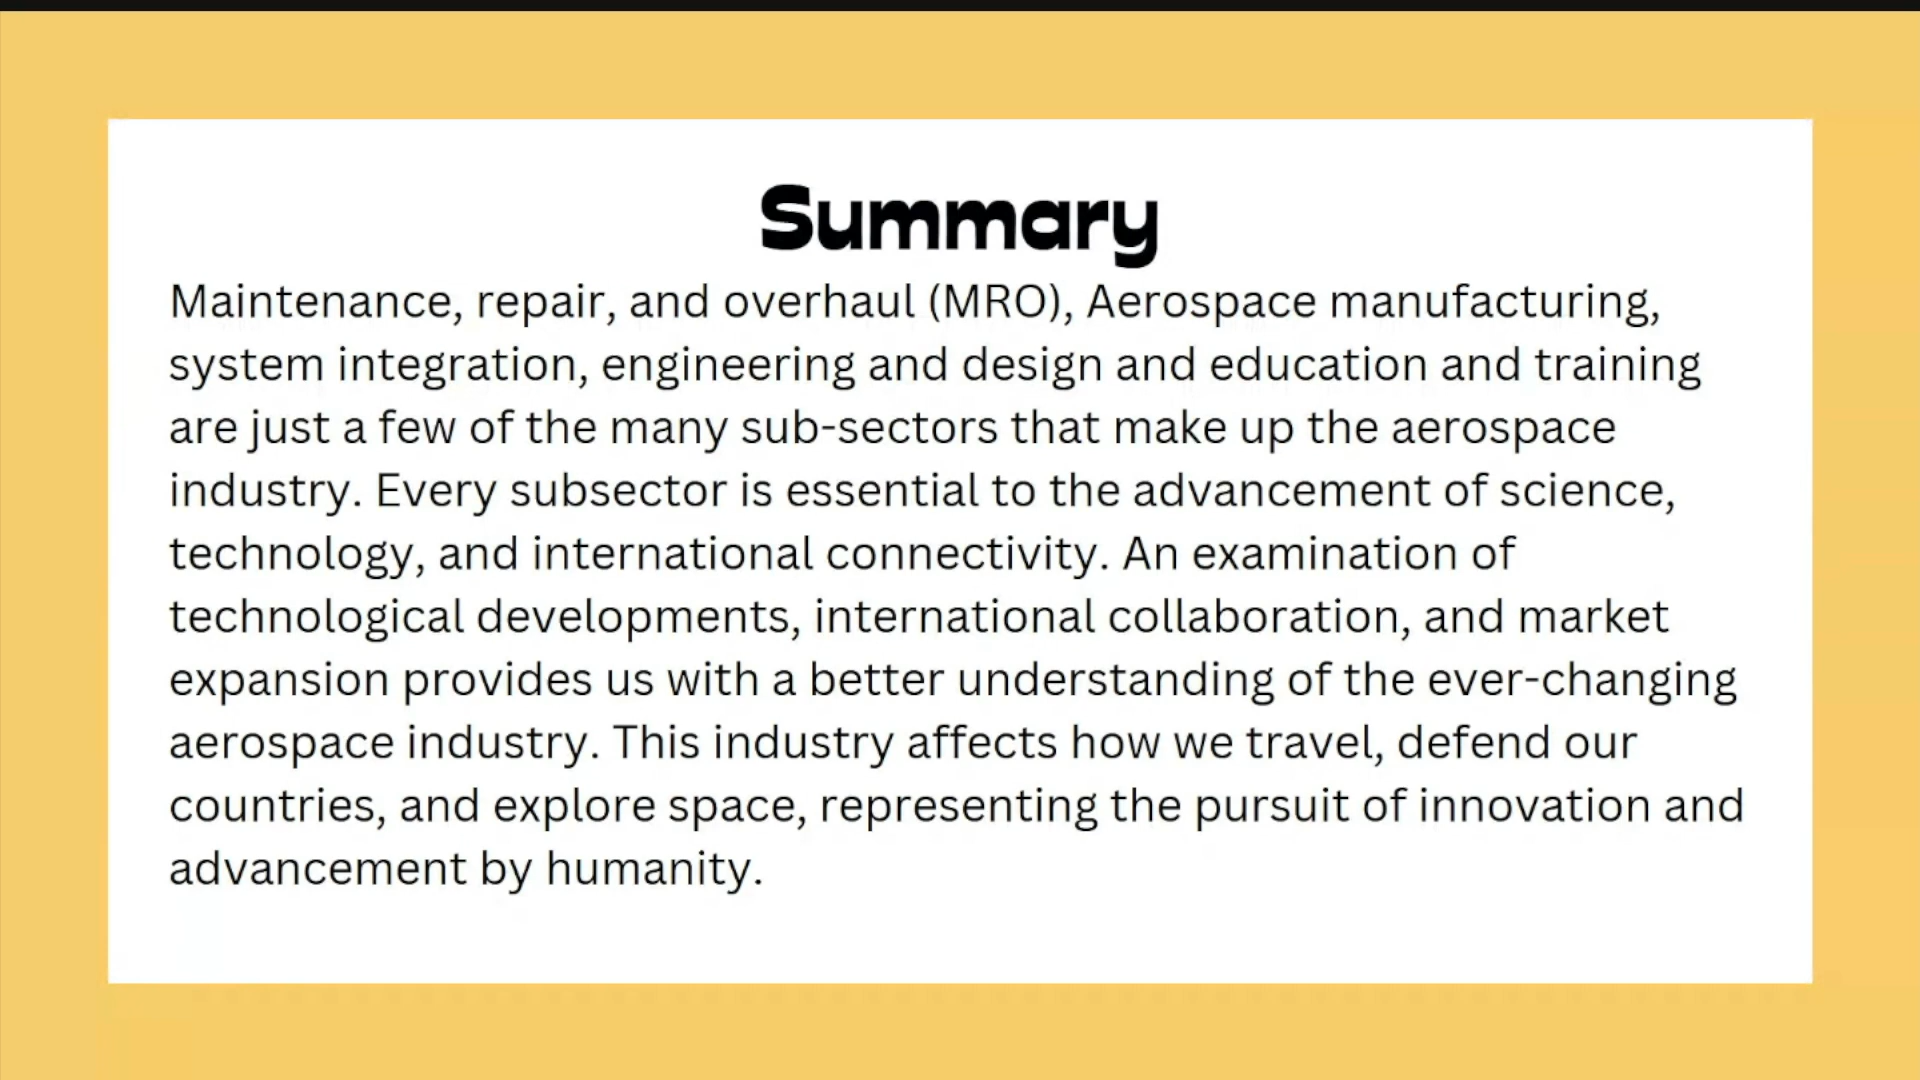 Summary
Maintenance, repair, and overhaul (MRO), Aerospace manufacturing,
system integration, engineering and design and education and training
are just a few of the many sub-sectors that make up the aerospace
industry. Every subsector is essential to the advancement of science,
technology, and international connectivity. An examination of
technological developments, international collaboration, and market
expansion provides us with a better understanding of the ever-changing
aerospace industry. This industry affects how we travel, defend our
countries, and explore space, representing the pursuit of innovation and
advancement by humanity.